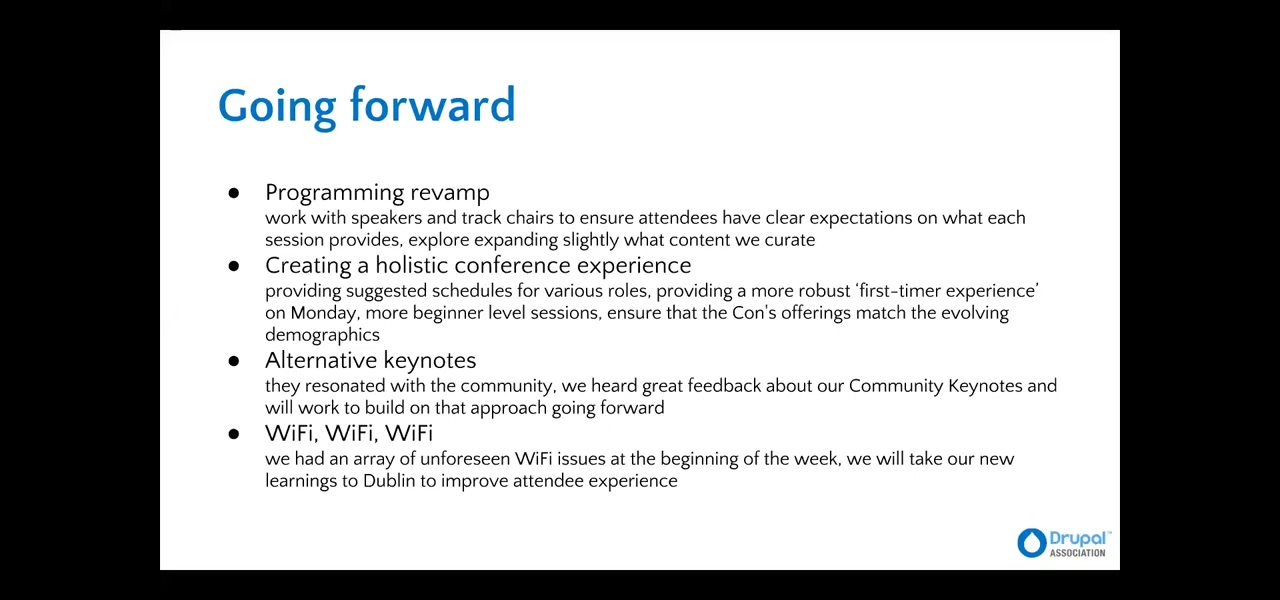 Going forward
● Programming revamp
work with speakers and track chairs to ensure attendees have clear expectations on what each
session provides, explore expanding slightly what content we curate
● Creating a holistic conference experience
providing suggested schedules for various roles, providing a more robust ‘first-timer experience’
on Monday, more beginner level sessions, ensure that the Con's offerings match the evolving
demographics
● Alternative keynotes
they resonated with the community, we heard great feedback about our Community Keynotes and
will work to build on that approach going forward
● WiFi, WiFi, WiFi
we had an array of unforeseen WiFi issues at the beginning of the week, we will take our new
learnings to Dublin to improve attendee experience
Drupal™
ASSOCIATION